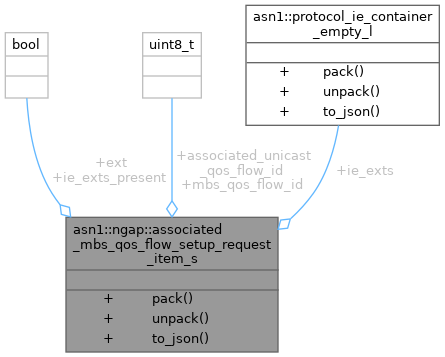 asn1::protocol_ie_container
_empty_l
+ pack()
+ unpack()
+ to_json()
bool
uint8_t
+ext
+ie_exts_present
+associated_unicast
_qos_flow_id
+mbs_qos_flow_id
+ie_exts
asn1::ngap::associated
_mbs_qos_flow_setup_request
_item_s
+ pack()
+ unpack()
+ to_json()